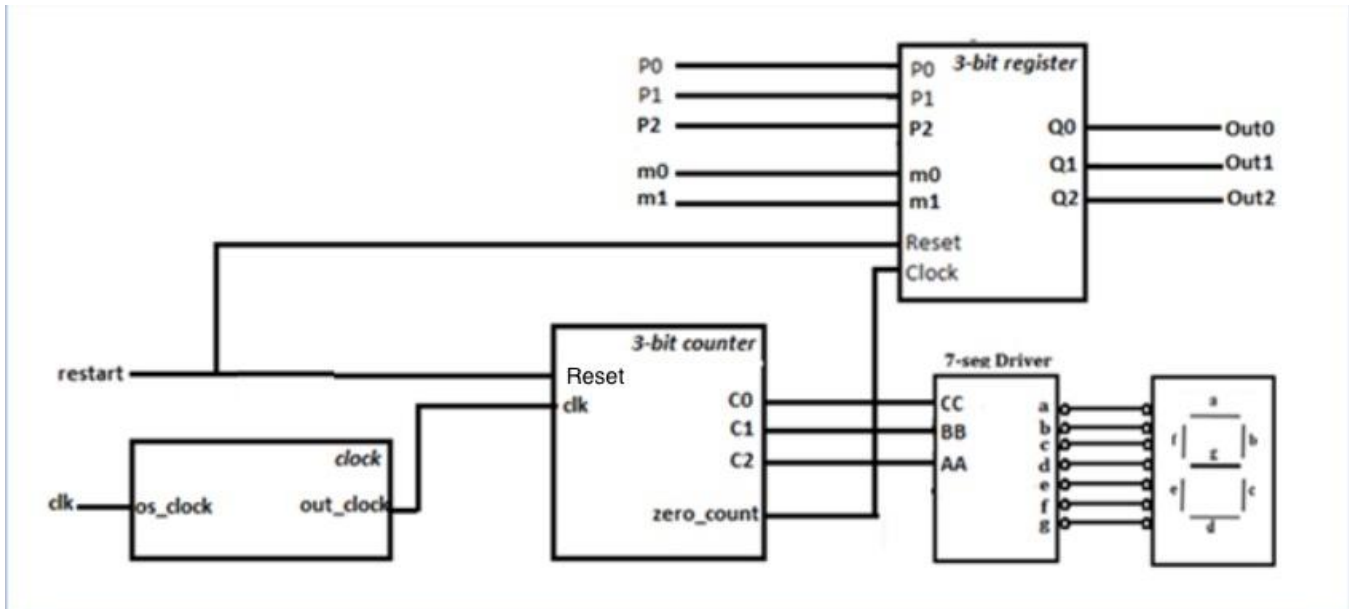 P0
P1
P2
m0
m1
3-bit register
P0
P1
P2
m0
m1
Reset
Clock
Q0
Q1
Q2
Out0
Out1
Out2
restart
3-bit counter
Reset
clk
C0
C1
C2
zero_count
clk
clock
os_clock
out_clock
7-seg Driver
CC
BB
AA
a
b
c
d
e
f
g
a
f
b
g
e
c
d